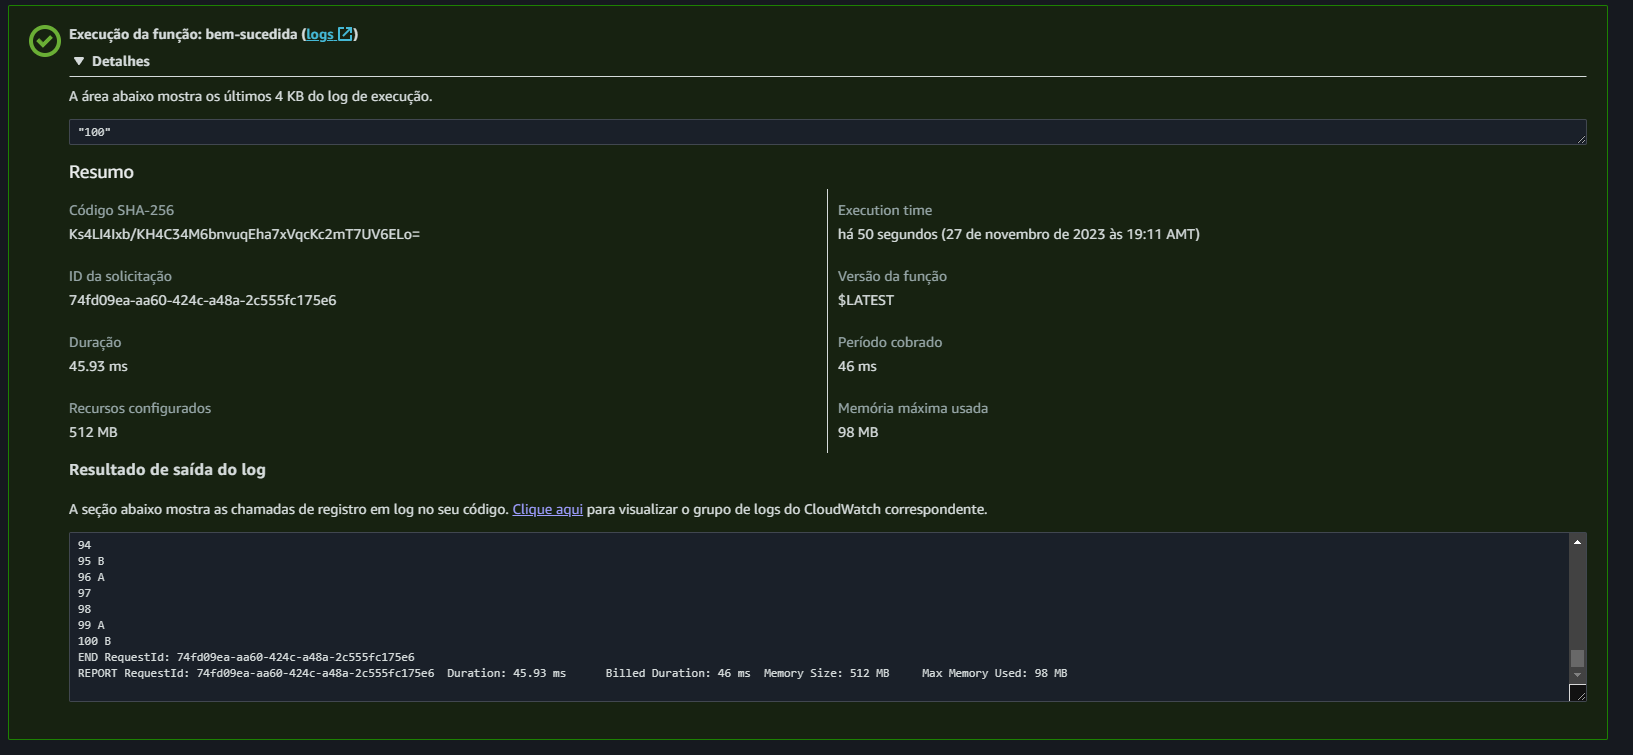 Execução da função: bem-sucedida (logs)
Detalhes
A área abaixo mostra os últimos 4 KB do log de execução.
"100"
Resumo
Código SHA-256
Ks4LI4Ixb/KH4C34M6bnvuqEha7xVqcKc2mT7UV6ELo=
Execution time
há 50 segundos (27 de novembro de 2023 às 19:11 AMT)
ID da solicitação
74fd09ea-aa60-424c-a48a-2c555fc175e6
Versão da função
$LATEST
Duração
45.93 ms
Período cobrado
46 ms
Recursos configurados
512 MB
Memória máxima usada
98 MB
Resultado de saída do log
A seção abaixo mostra as chamadas de registro em log no seu código. Clique aqui para visualizar o grupo de logs do CloudWatch correspondente.
94
95 B
96 A
97
98
99 A
100 B
END RequestId: 74fd09ea-aa60-424c-a48a-2c555fc175e6
REPORT RequestId: 74fd09ea-aa60-424c-a48a-2c555fc175e6 Duration: 45.93 ms Billed Duration: 46 ms Memory Size: 512 MB Max Memory Used: 98 MB